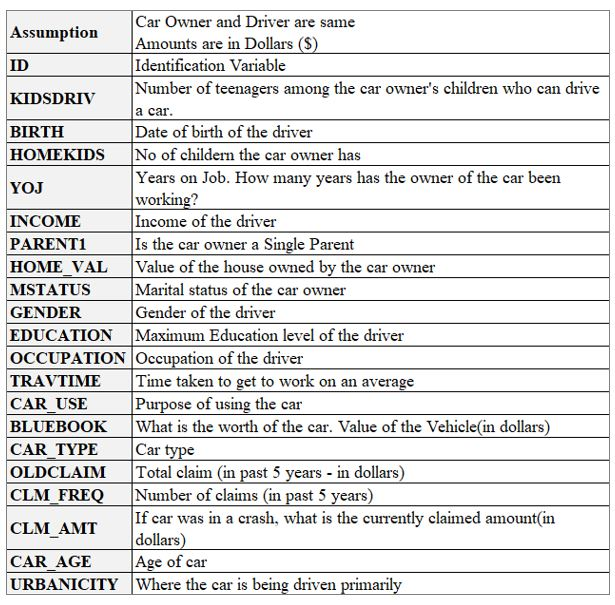 Assumption
Car Owner and Driver are same
Amounts are in Dollars ($)
ID
Identification Variable
KIDSDRIV
Number of teenagers among the car owner's children who can drive
a car.
BIRTH
Date of birth of the driver
HOMEKIDS
No of childern the car owner has
YOJ
Years on Job. How many years has the owner of the car been
working?
INCOME
Income of the driver
PARENT1
Is the car owner a Single Parent
HOME_VAL
Value of the house owned by the car owner
MSTATUS
Marital status of the car owner
GENDER
Gender of the driver
EDUCATION
Maximum Education level of the driver
OCCUPATION
Occupation of the driver
TRAVTIME
Time taken to get to work on an average
CAR_USE
Purpose of using the car
BLUEBOOK
What is the worth of the car. Value of the Vehicle(in dollars)
CAR_TYPE
Car type
OLDCLAIM
Total claim (in past 5 years - in dollars)
CLM_FREQ
Number of claims (in past 5 years)
CLM_AMT
If car was in a crash, what is the currently claimed amount(in
dollars)
CAR_AGE
Age of car
URBANICITY
Where the car is being driven primarily